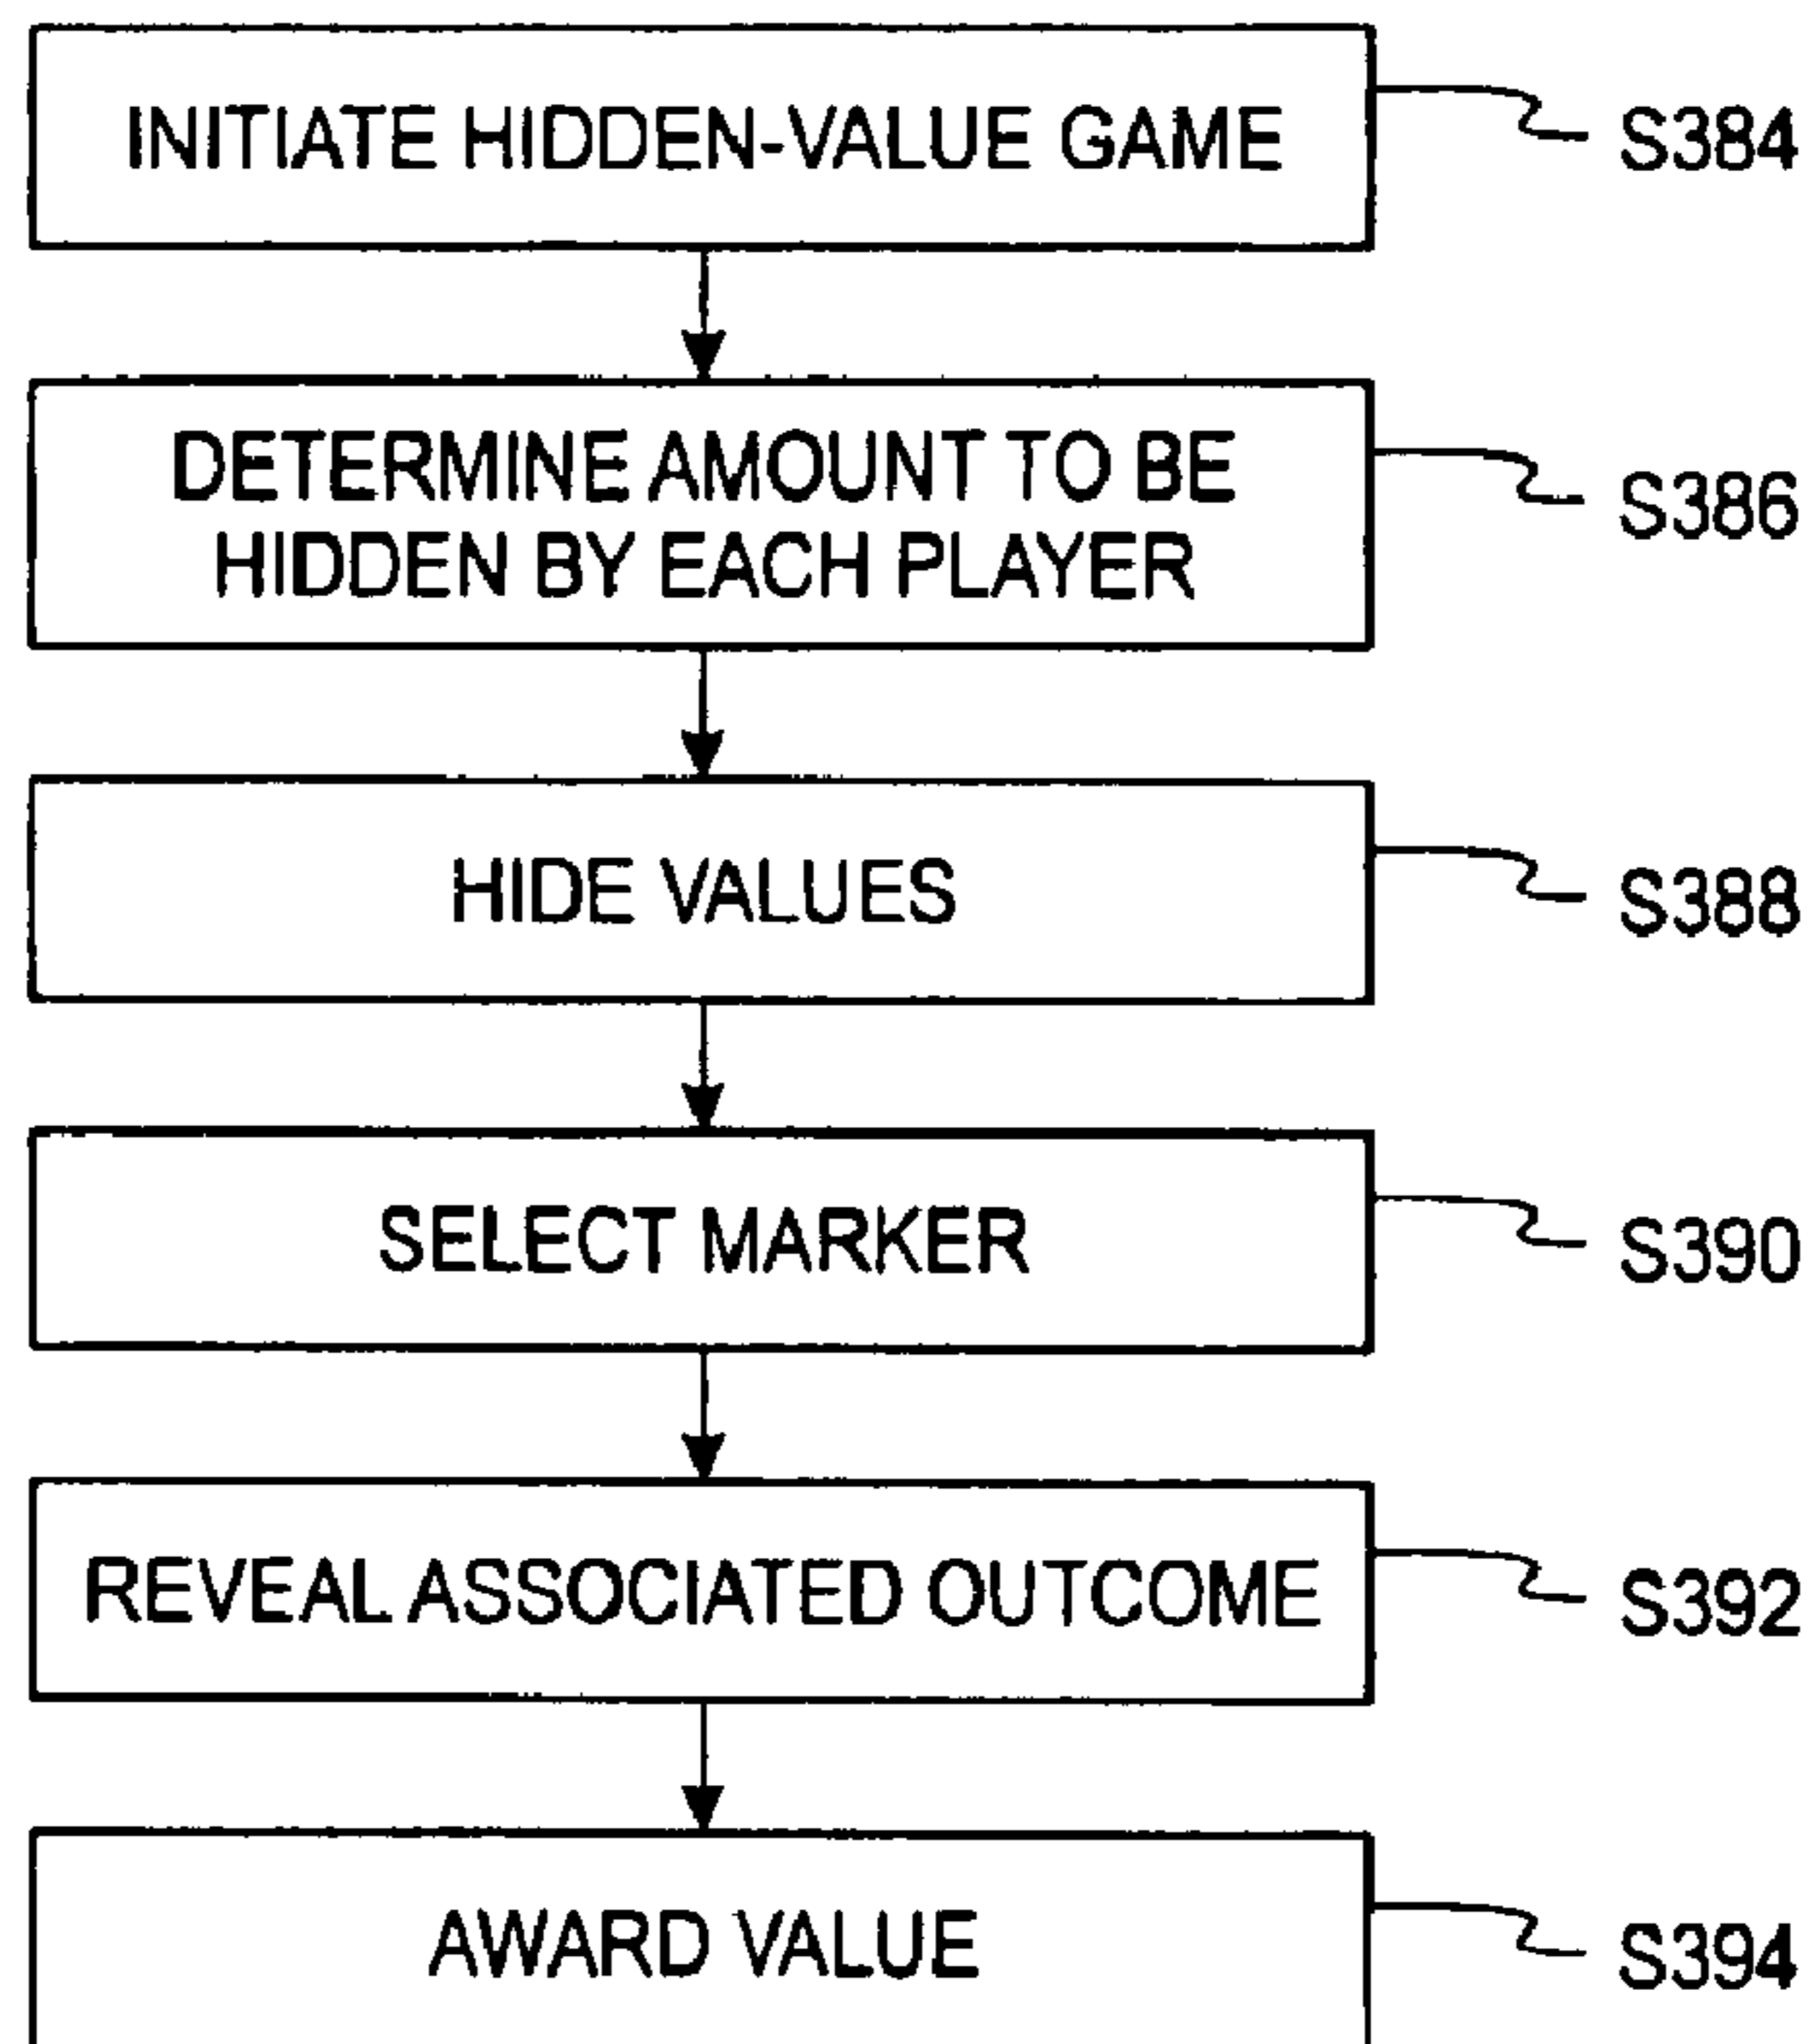 INITIATE HIDDEN-VALUE GAME
S384
DETERMINE AMOUNT TO BE
HIDDEN BY EACH PLAYER
S386
HIDE VALUES
S388
SELECT MARKER
S390
REVEAL ASSOCIATED OUTCOME
S392
AWARD VALUE
S394